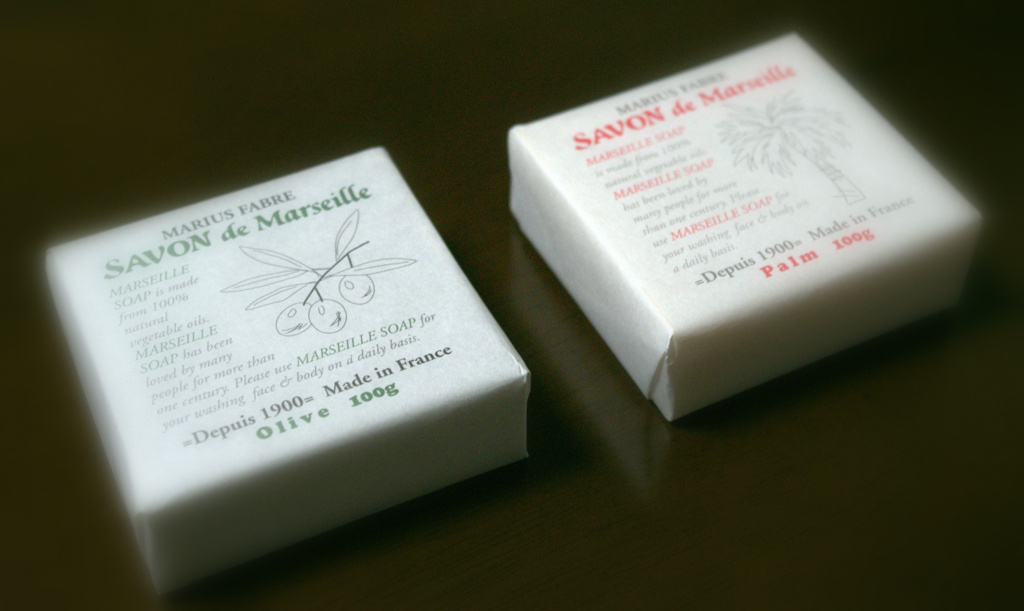 MARIUS FABRE
SAVON de Marseille
MARSEILLE
SOAP is made
from 100%
natural
vegetable oils.
MARSEILLE
SOAP has been
loved by many
people for more than
one century. Please use MARSEILLE SOAP for
your washing face & body on a daily basis.
=Depuis 1900= Made in France
Olive 100g
MARIUS FABRE
SAVON de Marseille
MARSEILLE SOAP
is made from 100%
natural vegetable oils.
MARSEILLE SOAP
has been loved by
many people for more
than one century. Please
use MARSEILLE SOAP for
your washing face & body on
a daily basis.
=Depuis 1900= Made in France
Palm 100g